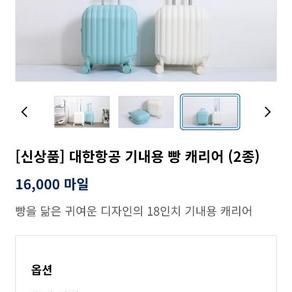 [신상품] 대한항공 기내용 빵 캐리어 (2종)
16,000 마일
빵을 닮은 귀여운 디자인의 18인치 기내용 캐리어
옵션